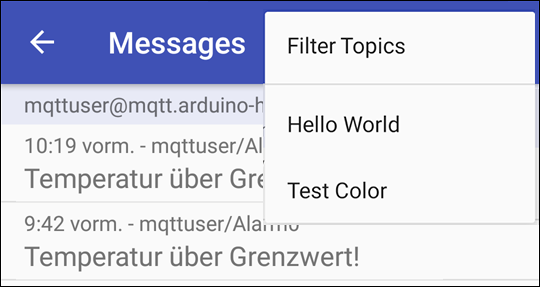 Messages
Filter Topics
Hello World
Test Color
mqttuser@mqtt.arduino-h
10:19 vorm. - mqttuser/Al
Temperatur über Gre
9:42 vorm. - mqttuser/Alarm
Temperatur über Grenzwert!